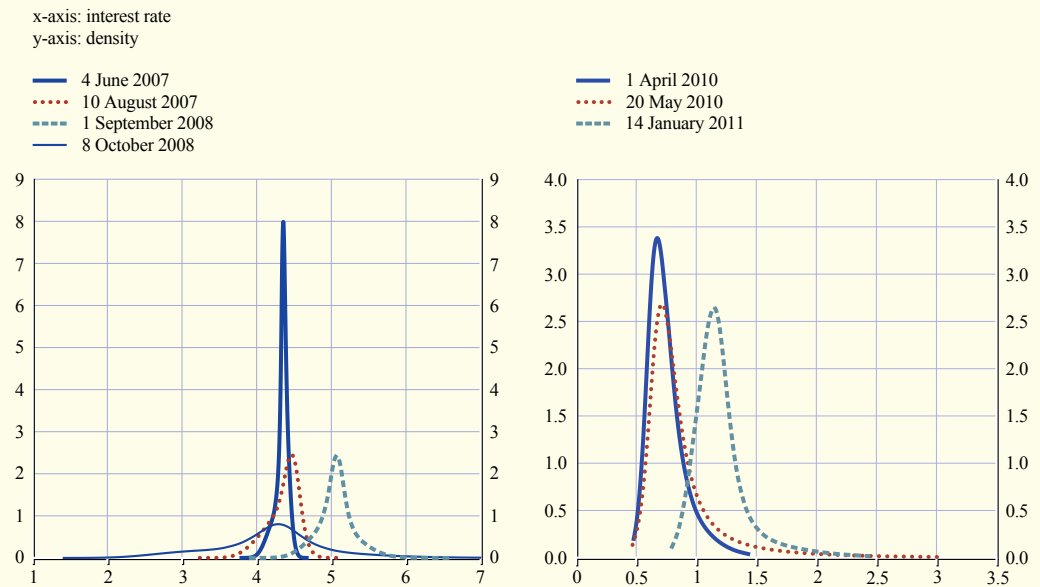 x-axis: interest rate
y-axis: density
4 June 2007
10 August 2007
1 September 2008
8 October 2008
9 9
8 8
7 7
6 6
5 5
4 4
3 3
2 2
1 1
0 0
1 2 3 4 5 6 7
1 April 2010
20 May 2010
14 January 2011
4.0 4.0
3.5 3.5
3.0 3.0
2.5 2.5
2.0 2.0
1.5 1.5
1.0 1.0
0.5 0.5
0.0 0.0
0 0.5 1 1.5 2 2.5 3 3.5